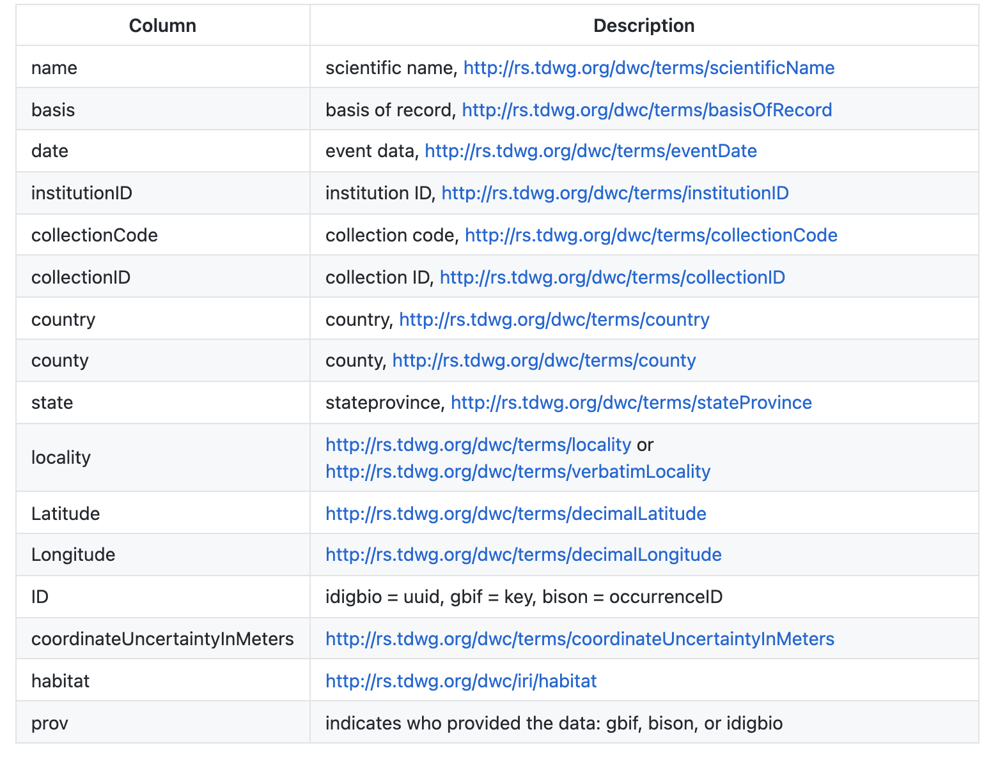 Column Description
name scientific name, http://rs.tdwg.org/dwc/terms/scientificName
basis basis of record, http://rs.tdwg.org/dwc/terms/basisOfRecord
date event data, http://rs.tdwg.org/dwc/terms/eventDate
institutionID institution ID, http://rs.tdwg.org/dwc/terms/institutionID
collectionCode collection code, http://rs.tdwg.org/dwc/terms/collectionCode
collectionID collection ID, http://rs.tdwg.org/dwc/terms/collectionID
country country, http://rs.tdwg.org/dwc/terms/country
county county, http://rs.tdwg.org/dwc/terms/county
state stateprovince, http://rs.tdwg.org/dwc/terms/stateProvince
locality http://rs.tdwg.org/dwc/terms/locality or
http://rs.tdwg.org/dwc/terms/verbatimLocality
Latitude http://rs.tdwg.org/dwc/terms/decimalLatitude
Longitude http://rs.tdwg.org/dwc/terms/decimalLongitude
ID idigbio = uuid, gbif = key, bison = occurrenceID
coordinateUncertaintyInMeters http://rs.tdwg.org/dwc/terms/coordinateUncertaintyInMeters
habitat http://rs.tdwg.org/dwc/iri/habitat
prov indicates who provided the data: gbif, bison, or idigbio